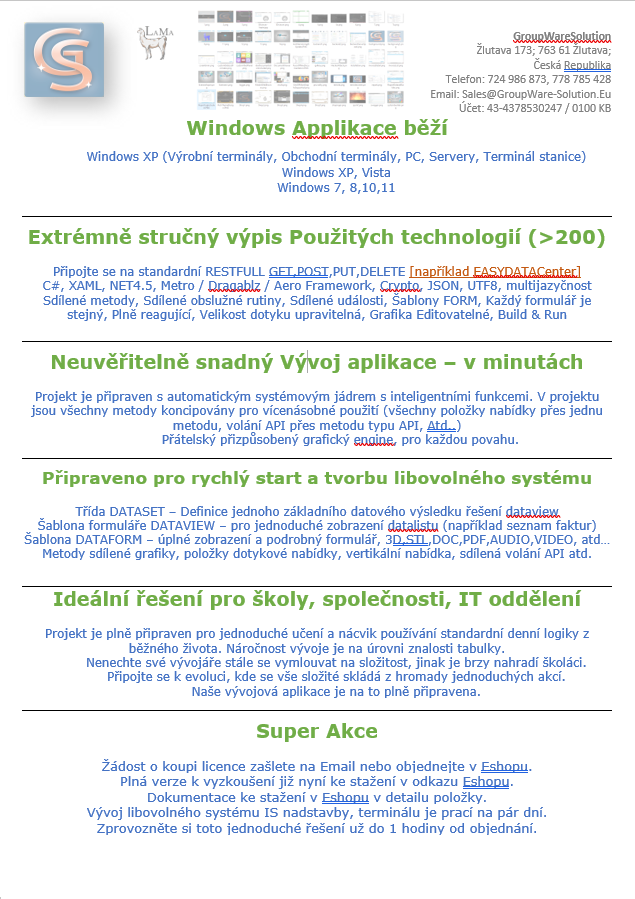 GroupWareSolution
LaMa
Žlutava 173; 763 61 Žlutava;
Česká Republika
Telefon: 724 986 873, 778 785 428
Email: Sales@GroupWare-Solution.Eu
Účet: 43-4378530247 / 0100 KB
Windows Applikace běží
Windows XP (Výrobní terminály, Obchodní terminály, PC, Servery, Terminál stanice)
Windows XP, Vista
Windows 7, 8,10,11
Extrémně stručný výpis Použitých technologií (>200)
Připojte se na standardní RESTFULL GET,POST,PUT,DELETE [například EASYDATACenter]
C#, XAML, NET4.5, Metro / Dragablz / Aero Framework, Crypto, JSON, UTF8, multijazyčnost
Sdílené metody, Sdílené obslužné rutiny, Sdílené události, Šablony FORM, Každý formulář je
stejný, Plně reagující, Velikost dotyku upravitelná, Grafika Editovatelné, Build & Run
Neuvěřitelně snadný Vývoj aplikace – v minutách
Projekt je připraven s automatickým systémovým jádrem s inteligentními funkcemi. V projektu
jsou všechny metody koncipovány pro vícenásobné použití (všechny položky nabídky přes jednu
metodu, volání API přes metodu typu API, Atd..)
Přátelský přizpůsobený grafický engine, pro každou povahu.
Připraveno pro rychlý start a tvorbu libovolného systému
Třída DATASET – Definice jednoho základního datového výsledku řešení dataview
Šablona formuláře DATAVIEW – pro jednoduché zobrazení datalistu (například seznam faktur)
Šablona DATAFORM – úplné zobrazení a podrobný formulář, 3D,STL,DOC,PDF,AUDIO,VIDEO, atd…
Metody sdílené grafiky, položky dotykové nabídky, vertikální nabídka, sdílená volání API atd.
Ideální řešení pro školy, společnosti, IT oddělení
Projekt je plně připraven pro jednoduché učení a nácvik používání standardní denní logiky z
běžného života. Náročnost vývoje je na úrovni znalosti tabulky.
Nenechte své vývojáře stále se vymlouvat na složitost, jinak je brzy nahradí školáci.
Připojte se k evoluci, kde se vše složité skládá z hromady jednoduchých akcí.
Naše vývojová aplikace je na to plně připravena.
Super Akce
Žádost o koupi licence zašlete na Email nebo objednejte v Eshopu.
Plná verze k vyzkoušení již nyní ke stažení v odkazu Eshopu.
Dokumentace ke stažení v Eshopu v detailu položky.
Vývoj libovolného systému IS nadstavby, terminálu je prací na pár dní.
Zprovozněte si toto jednoduché řešení už do 1 hodiny od objednání.